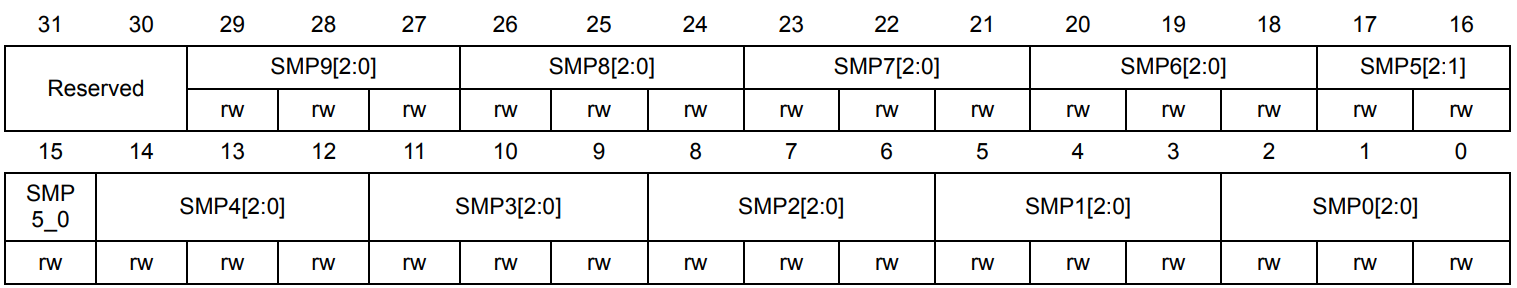 31 30 29 28 27 26 25 24 23 22 21 20 19 18 17 16
Reserved SMP9[2:0] SMP8[2:0] SMP7[2:0] SMP6[2:0] SMP5[2:1]
rw rw rw rw rw rw rw rw rw rw rw rw rw rw
15 14 13 12 11 10 9 8 7 6 5 4 3 2 1 0
SMP
5_0 SMP4[2:0] SMP3[2:0] SMP2[2:0] SMP1[2:0] SMP0[2:0]
rw rw rw rw rw rw rw rw rw rw rw rw rw rw rw rw